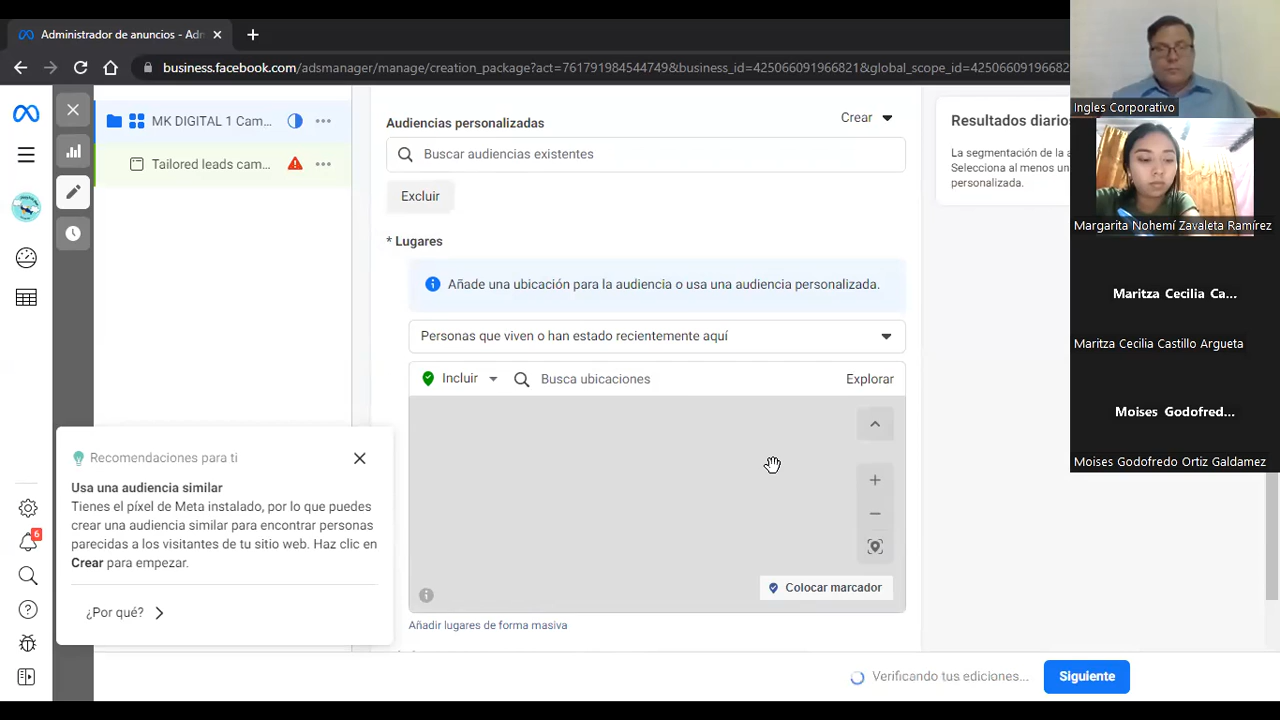 Administrador de anuncios - Adr
business.facebook.com/adsmanager/manage/creation_package?act=761791984544749&business_id=425066091966821&global_scope_id=425066091966821
MK DIGITAL 1 Cam...
Tailored leads cam...
Audiencias personalizadas
Crear
Buscar audiencias existentes
Excluir
* Lugares
Añade una ubicación para la audiencia o usa una audiencia personalizada.
Personas que viven o han estado recientemente aquí
Incluir
Busca ubicaciones
Explorar
Colocar marcador
Añadir lugares de forma masiva
Resultados diario
La segmentación de la a
Selecciona al menos un
personalizada.
Recomendaciones para ti
Usa una audiencia similar
Tienes el píxel de Meta instalado, por lo que puedes
crear una audiencia similar para encontrar personas
parecidas a los visitantes de tu sitio web. Haz clic en
Crear para empezar.
¿Por qué?
6
Verificando tus ediciones...
Siguiente
Ingles Corporativo
Margarita Nohemí Zavaleta Ramírez
Maritza Cecilia Ca...
Maritza Cecilia Castillo Argueta
Moises Godofred...
Moises Godofredo Ortiz Galdamez